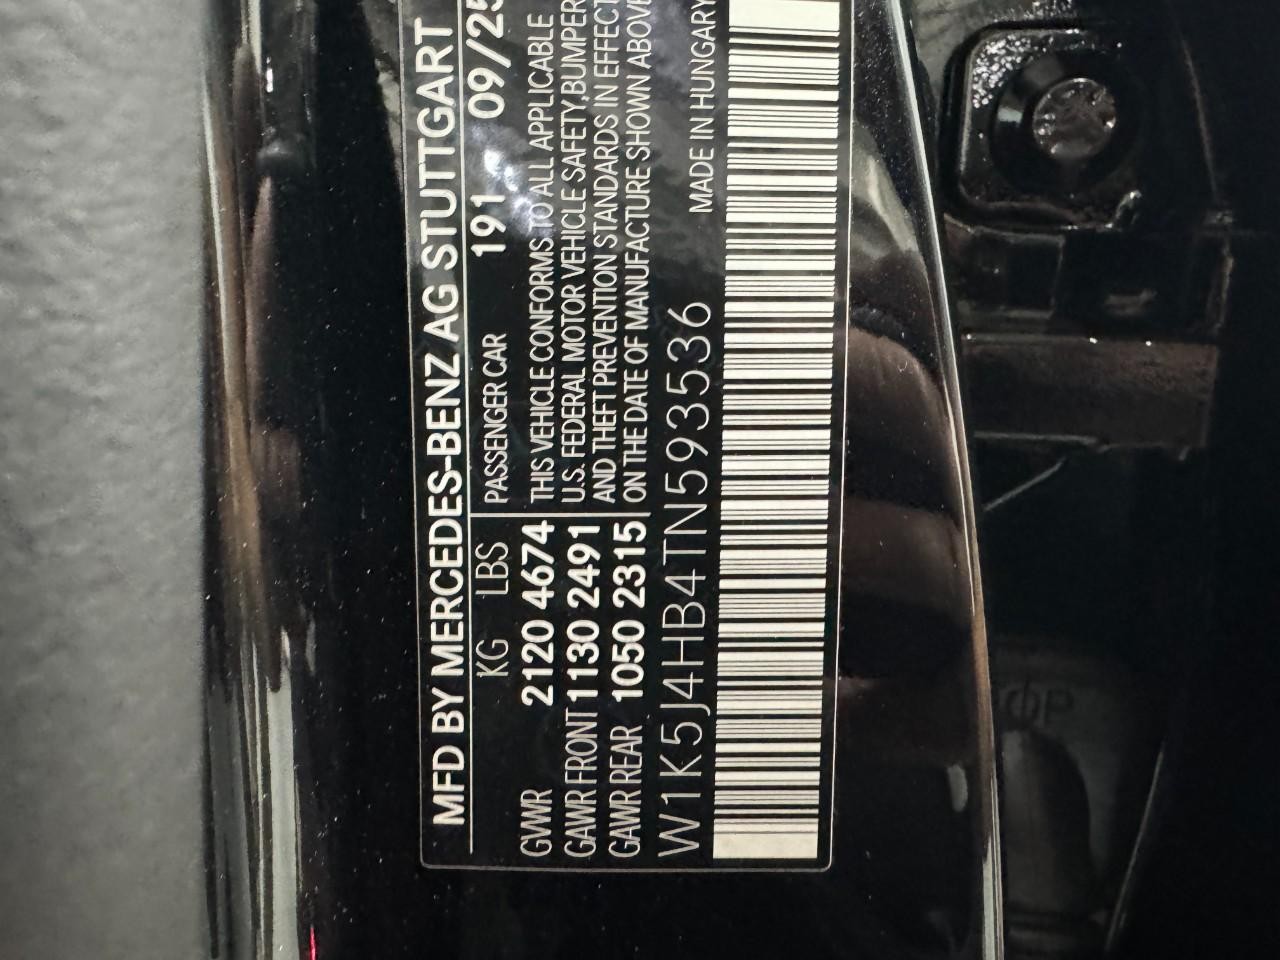 MFD BY MERCEDES-BENZ AG STUTTGART
KG LBS PASSENGER CAR 191 09/25
GVWR 2120 4674
GAWR FRONT 1130 2491
GAWR REAR 1050 2315
THIS VEHICLE CONFORMS TO ALL APPLICABLE
U.S. FEDERAL MOTOR VEHICLE SAFETY,BUMPER
AND THEFT PREVENTION STANDARDS IN EFFECT
ON THE DATE OF MANUFACTURE SHOWN ABOVE
W1K5J4HB4TN593536 MADE IN HUNGARY